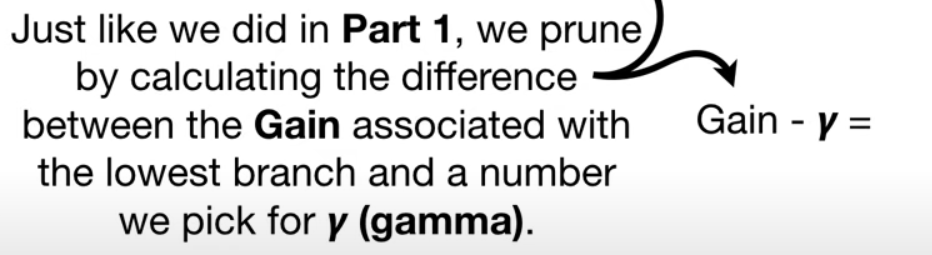 Just like we did in Part 1, we prune
by calculating the difference
between the Gain associated with
the lowest branch and a number
we pick for γ (gamma).
Gain - γ =